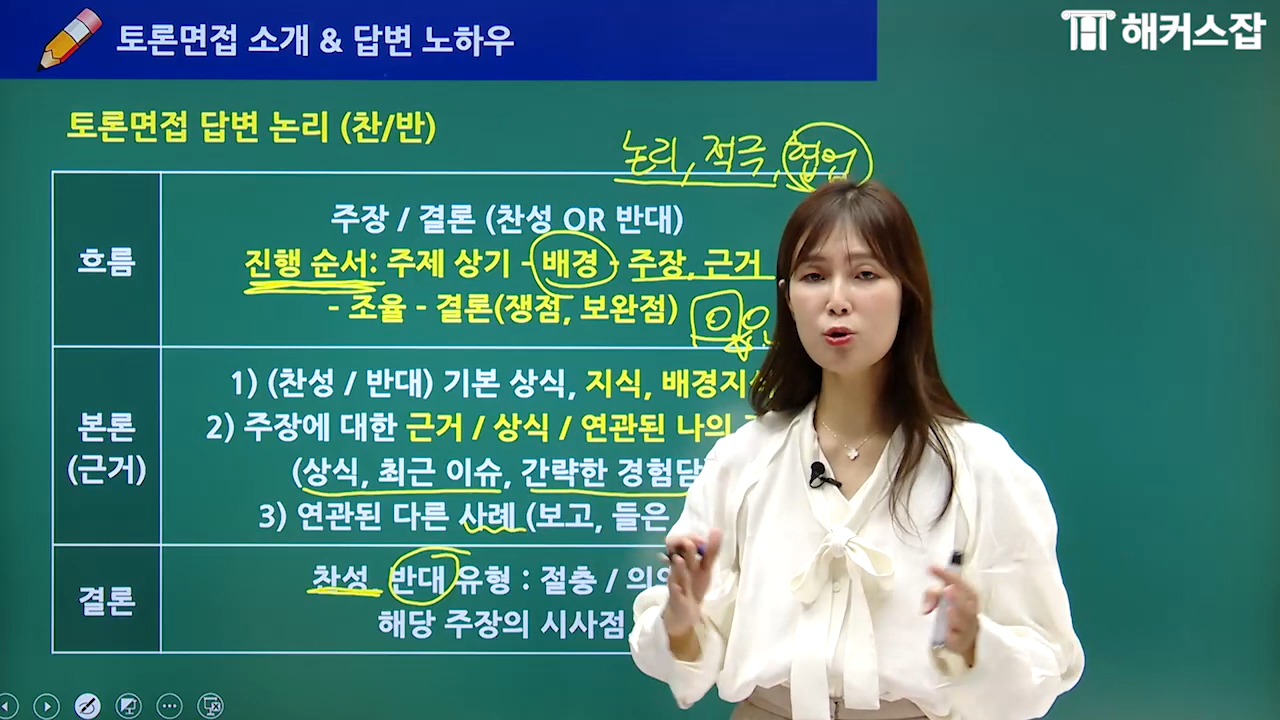 토론면접 소개 & 답변 노하우
해커스잡
토론면접 답변 논리 (찬/반)
논리, 적극, 협업
흐름
주장 / 결론 (찬성 OR 반대)
진행 순서: 주제 상기 - 배경 - 주장, 근거
- 조율 - 결론(쟁점, 보완점)
본론
(근거)
1) (찬성 / 반대) 기본 상식, 지식, 배경지식
2) 주장에 대한 근거 / 상식 / 연관된 나의
(상식, 최근 이슈, 간략한 경험담
3) 연관된 다른 사례 (보고, 들은
결론
찬성 반대 유형 : 절충 /
해당 주장의 시사점,